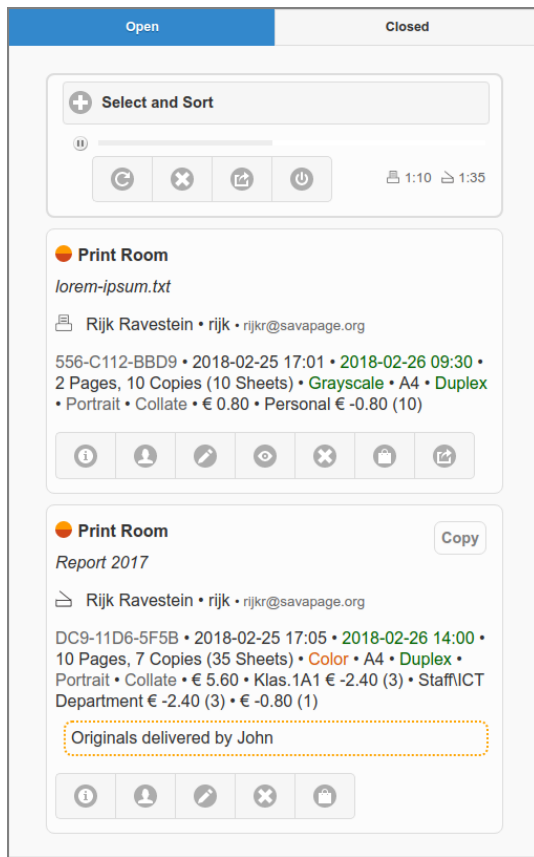 Open Closed
Select and Sort
1:10 1:35
Print Room
lorem-ipsum.txt
Rijk Ravestein • rijk • rijkr@savapage.org
556-C112-BBD9 • 2018-02-25 17:01 • 2018-02-26 09:30 •
2 Pages, 10 Copies (10 Sheets) • Grayscale • A4 • Duplex
• Portrait • Collate • € 0.80 • Personal € -0.80 (10)
Print Room Copy
Report 2017
Rijk Ravestein • rijk • rijkr@savapage.org
DC9-11D6-5F5B • 2018-02-25 17:05 • 2018-02-26 14:00 •
10 Pages, 7 Copies (35 Sheets) • Color • A4 • Duplex •
Portrait • Collate • € 5.60 • Klas.1A1 € -2.40 (3) • Staff\ICT
Department € -2.40 (3) • € -0.80 (1)
Originals delivered by John